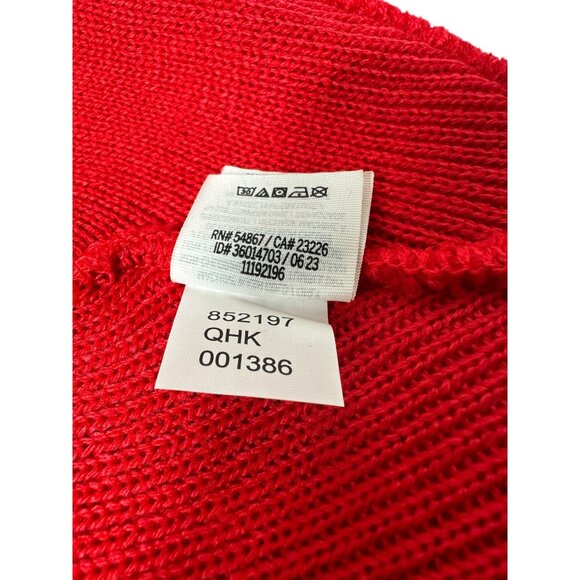 RN# 54867 / CA# 23226
ID# 36014703 / 06 23
11192196
852197
QHK
001386